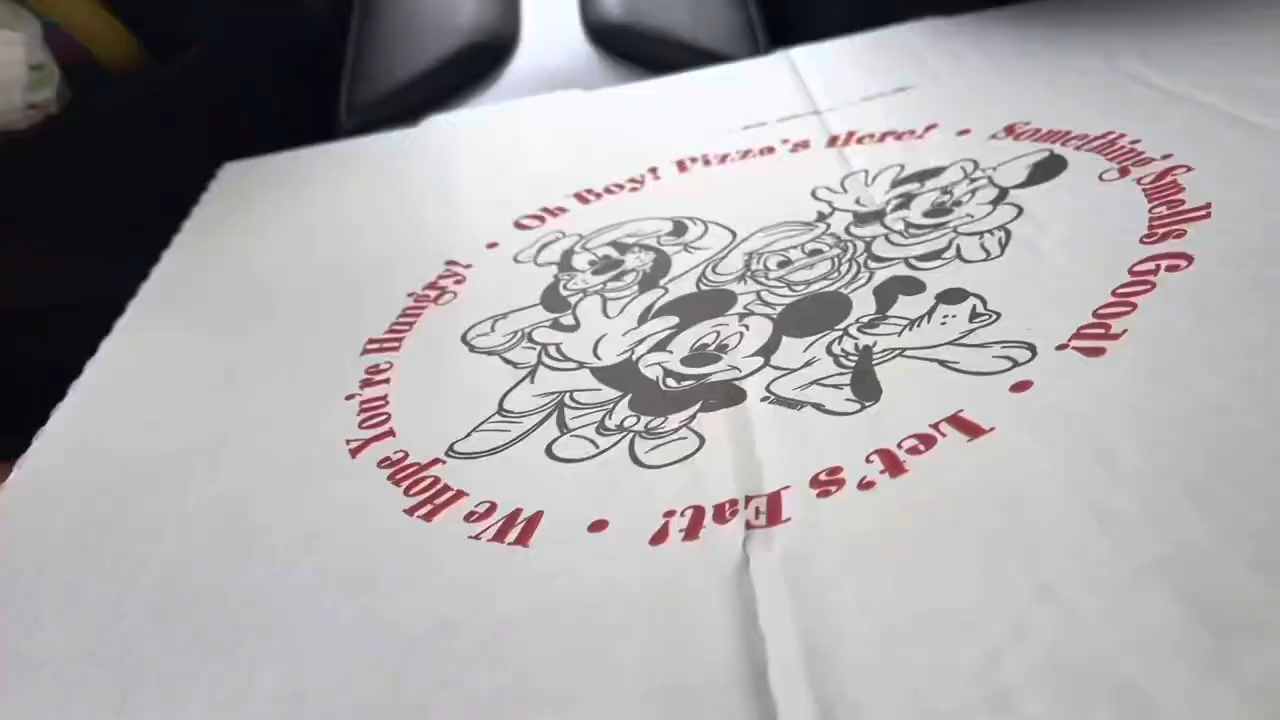 Oh Boy! Pizza's Here! •
Something Smells Good! •
Let's Eat! •
We Hope You're Hungry! •